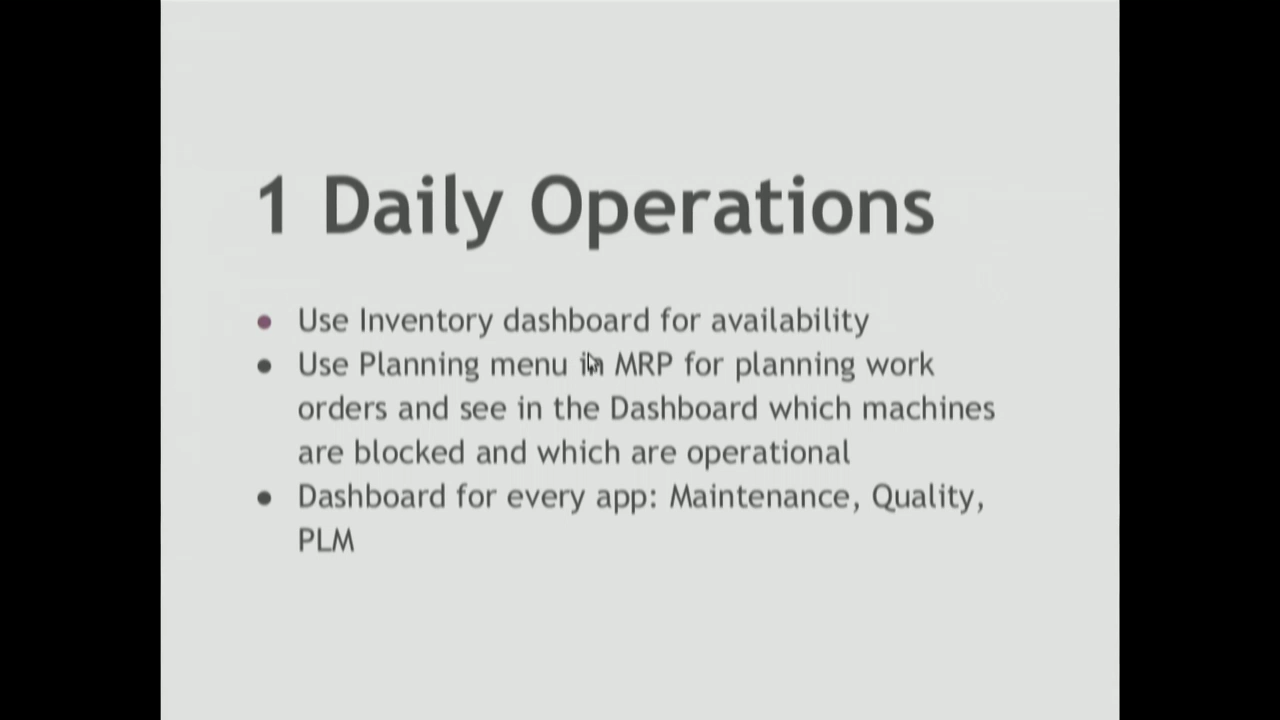 1 Daily Operations
● Use Inventory dashboard for availability
● Use Planning menu in MRP for planning work
orders and see in the Dashboard which machines
are blocked and which are operational
● Dashboard for every app: Maintenance, Quality,
PLM